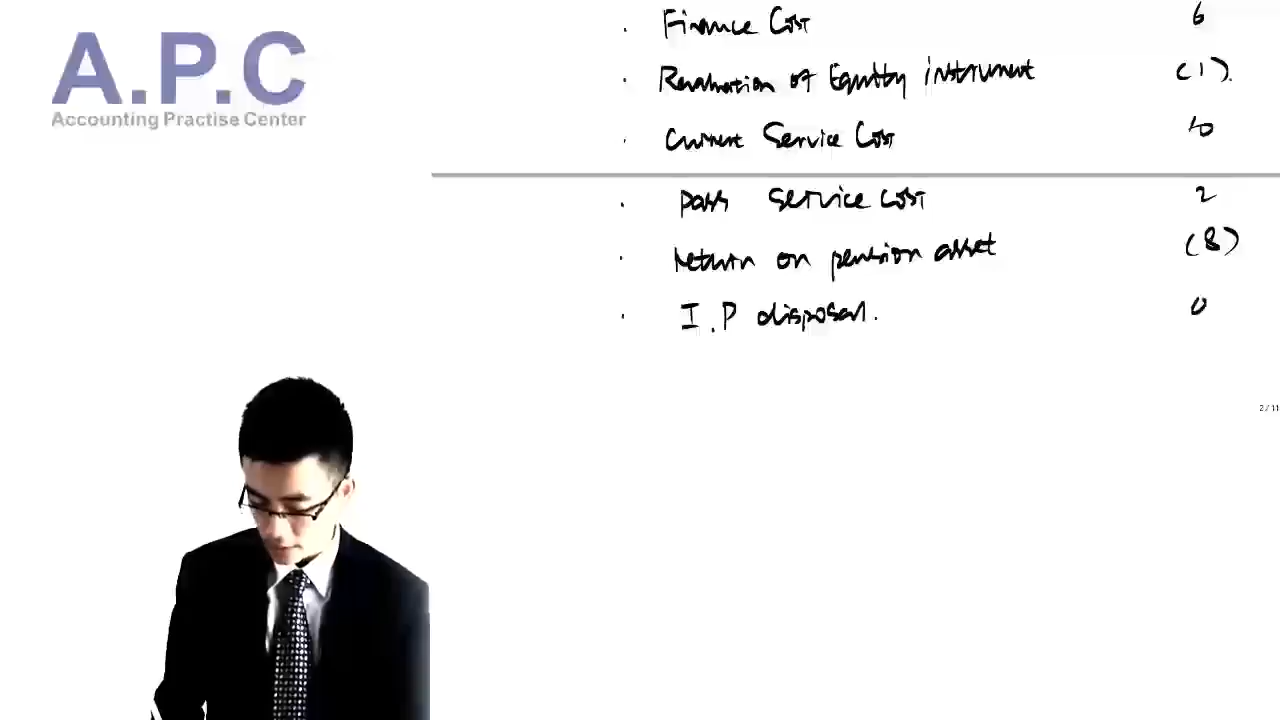 A.P.C
Accounting Practise Center
· Finance Cost 6
· Revaluation of Equity instrument (1).
· Current Service Cost 10
· pass service cost 2
· return on pension asset (8)
· I.P disposal. 0
2/11